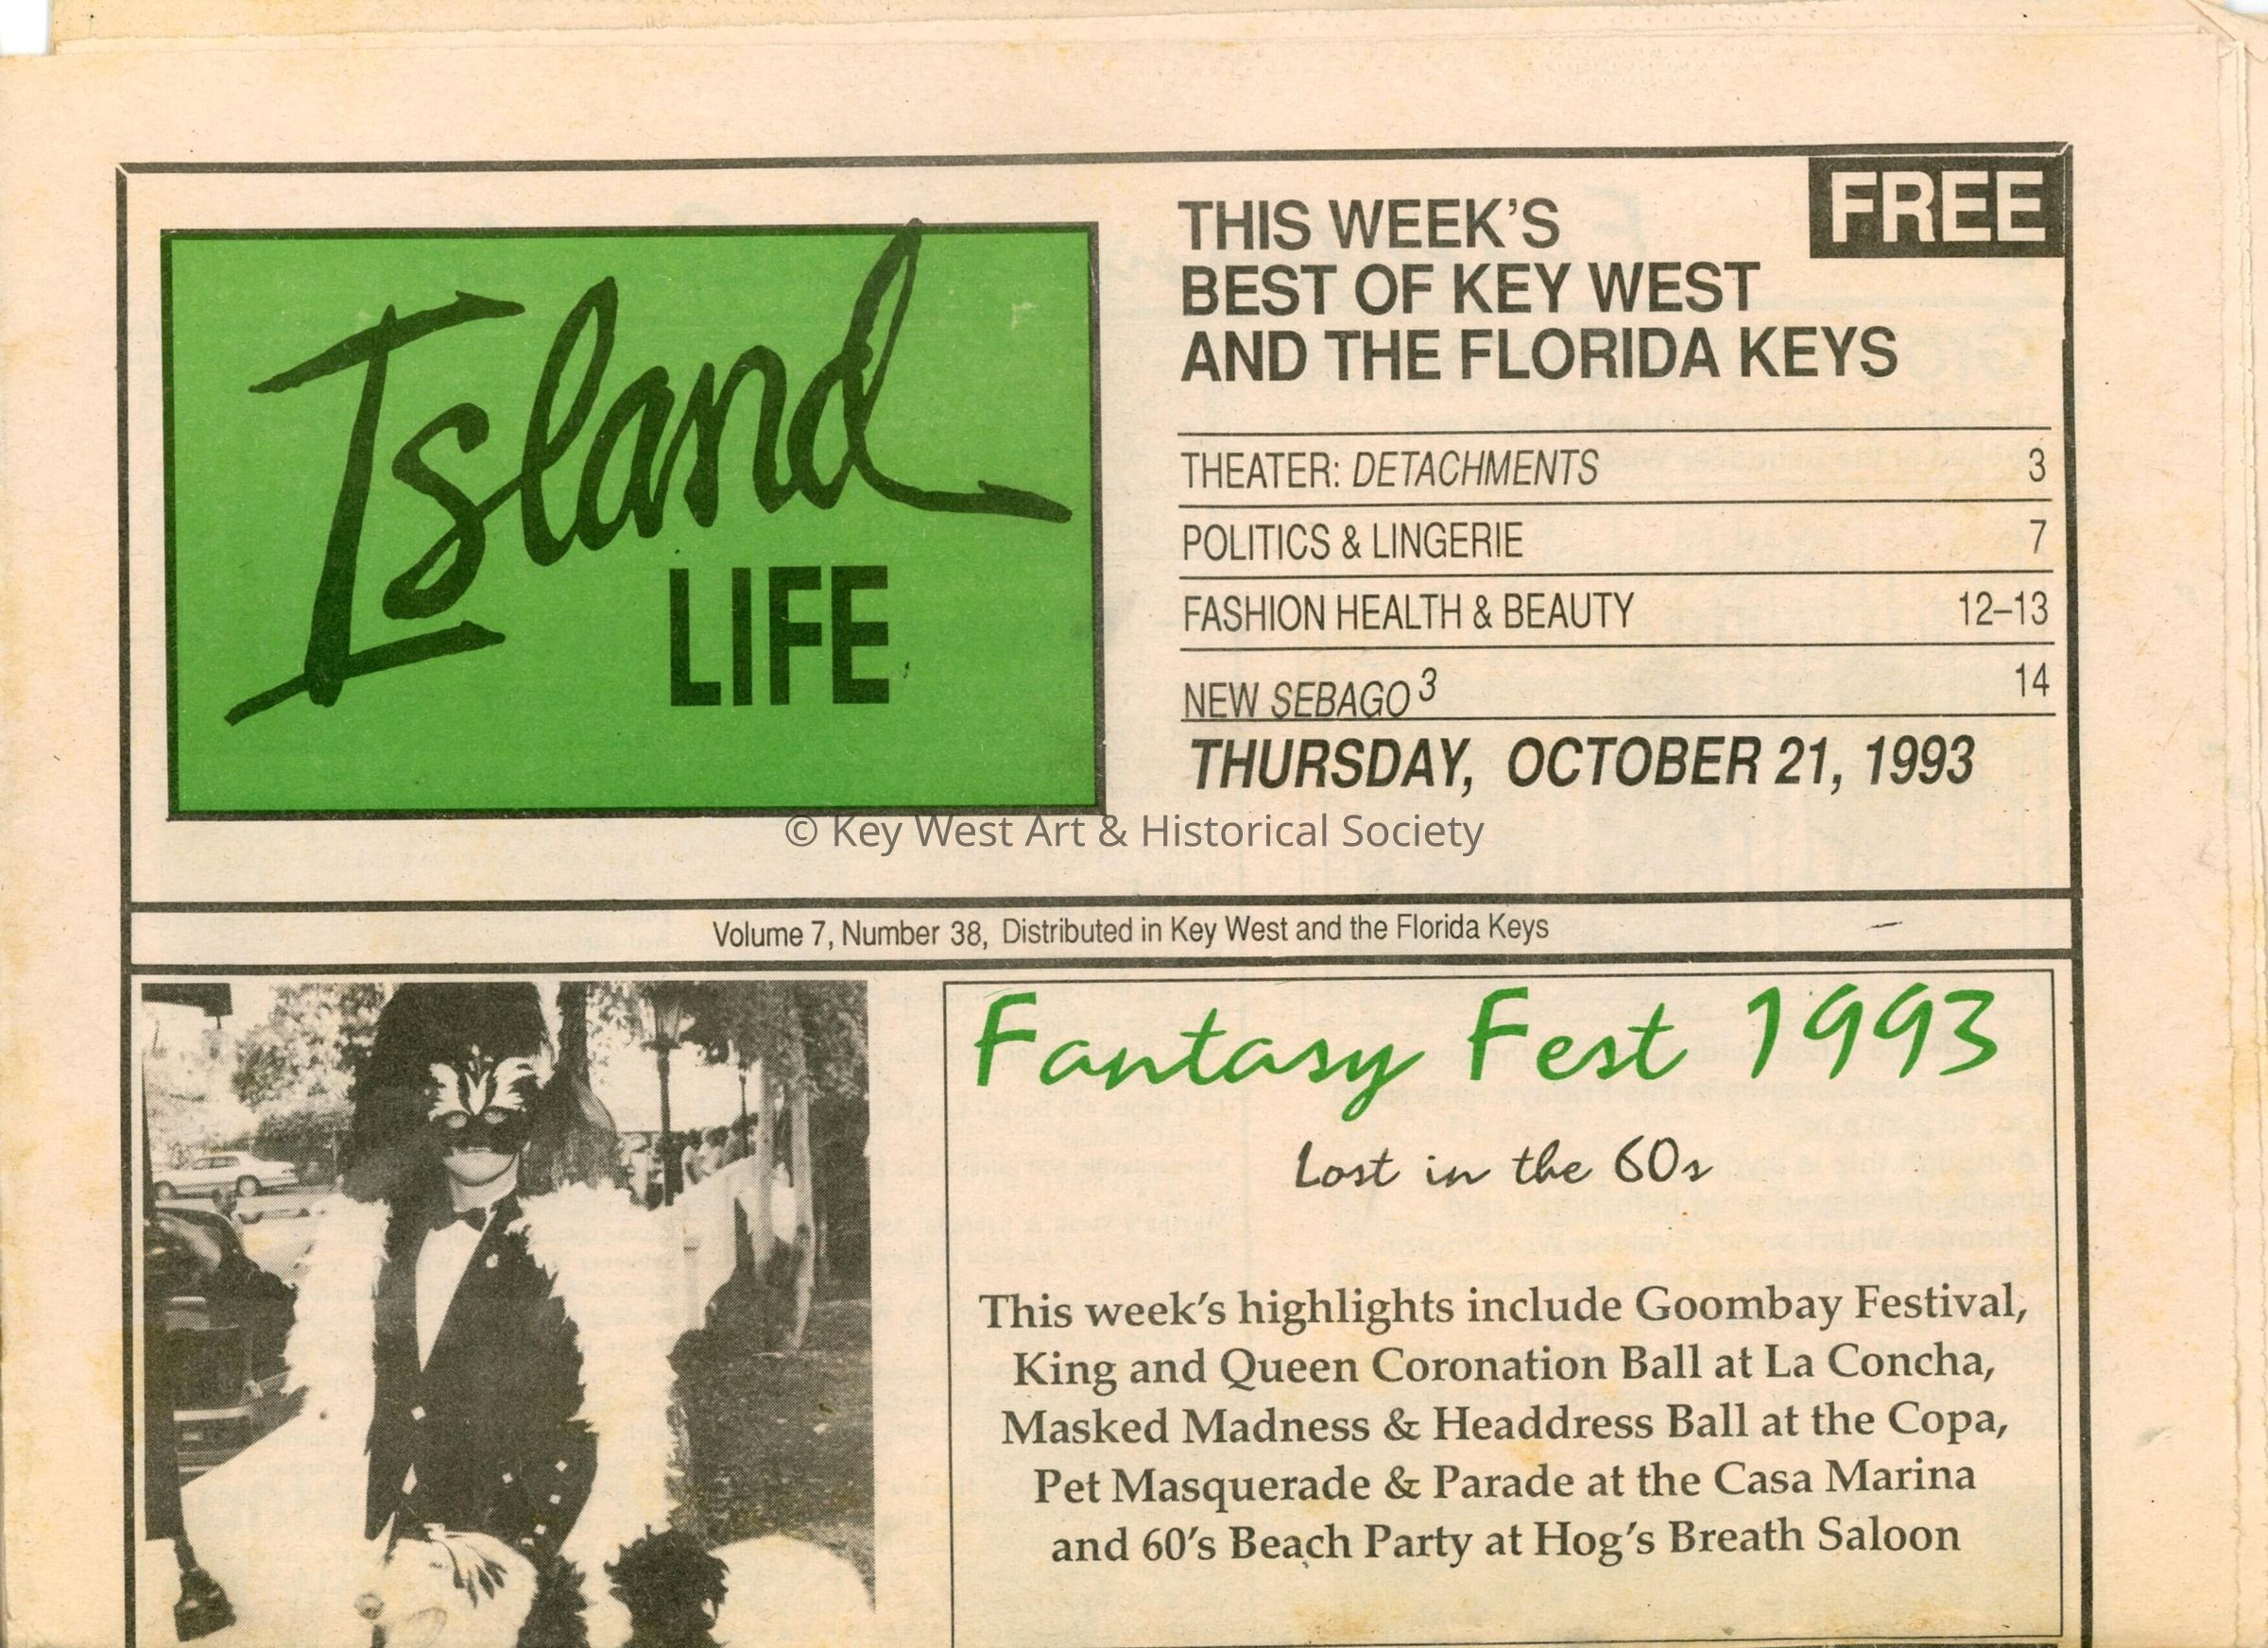 Island
LIFE
FREE
THIS WEEK'S
BEST OF KEY WEST
AND THE FLORIDA KEYS
THEATER: DETACHMENTS 3
POLITICS & LINGERIE 7
FASHION HEALTH & BEAUTY 12–13
NEW SEBAGO³ 14
THURSDAY, OCTOBER 21, 1993
© Key West Art & Historical Society
Volume 7, Number 38, Distributed in Key West and the Florida Keys
Fantasy Fest 1993
Lost in the 60s
This week's highlights include Goombay Festival,
King and Queen Coronation Ball at La Concha,
Masked Madness & Headdress Ball at the Copa,
Pet Masquerade & Parade at the Casa Marina
and 60's Beach Party at Hog's Breath Saloon